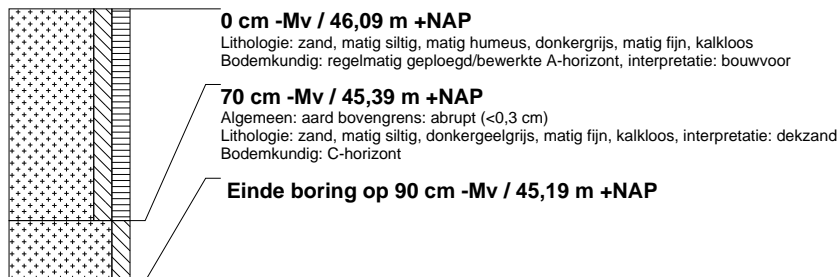 0 cm -Mv / 46,09 m +NAP
Lithologie: zand, matig siltig, matig humeus, donkergrijs, matig fijn, kalkloos
Bodemkundig: regelmatig geploegd/bewerkte A-horizont, interpretatie: bouwvoor
70 cm -Mv / 45,39 m +NAP
Algemeen: aard bovengrens: abrupt (<0,3 cm)
Lithologie: zand, matig siltig, donkergeelgrijs, matig fijn, kalkloos, interpretatie: dekzand
Bodemkundig: C-horizont
Einde boring op 90 cm -Mv / 45,19 m +NAP